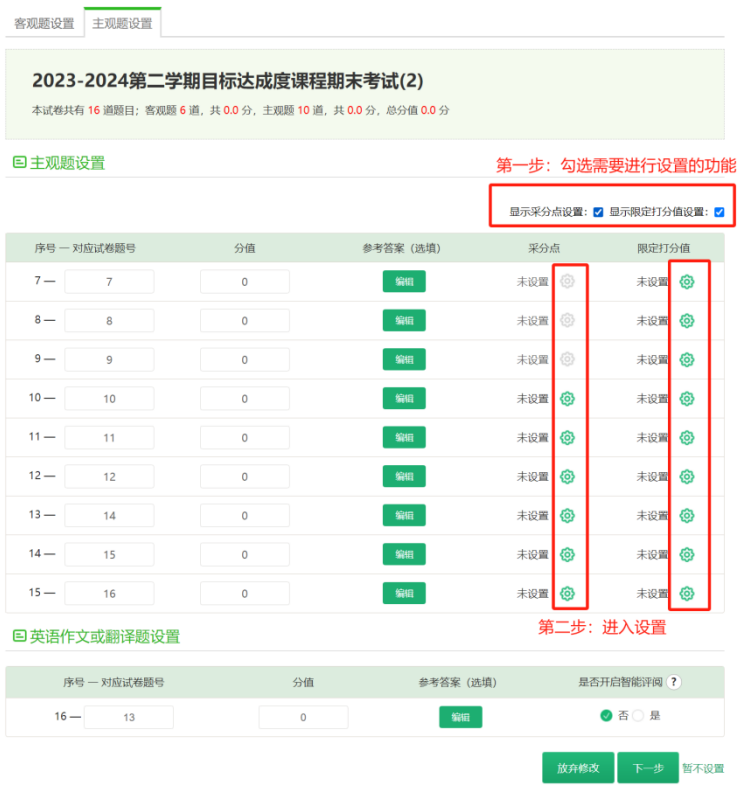 客观题设置 主观题设置
2023-2024第二学期目标达成度课程期末考试(2)
本试卷共有 16 道题目；客观题 6 道，共 0.0 分，主观题 10 道，共 0.0 分，总分值 0.0 分
主观题设置
第一步：勾选需要进行设置的功能
显示采分点设置： 显示限定打分值设置：
序号 — 对应试卷题号 分值 参考答案（选填） 采分点 限定打分值
7 — 7 0 编辑 未设置 未设置
8 — 8 0 编辑 未设置 未设置
9 — 9 0 编辑 未设置 未设置
10 — 10 0 编辑 未设置 未设置
11 — 11 0 编辑 未设置 未设置
12 — 12 0 编辑 未设置 未设置
13 — 14 0 编辑 未设置 未设置
14 — 15 0 编辑 未设置 未设置
15 — 16 0 编辑 未设置 未设置
第二步：进入设置
英语作文或翻译题设置
序号 — 对应试卷题号 分值 参考答案（选填） 是否开启智能评阅 ?
16 — 13 0 编辑 否 是
放弃修改 下一步 暂不设置